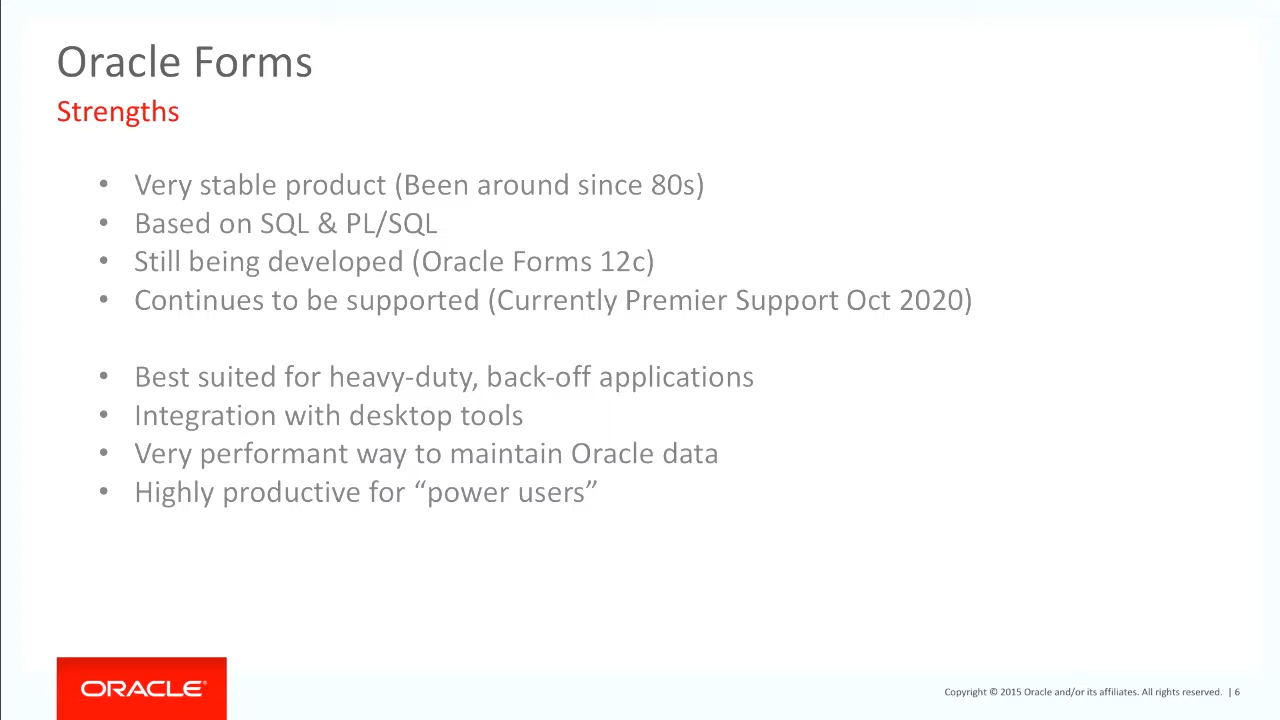 Oracle Forms
Strengths
• Very stable product (Been around since 80s)
• Based on SQL & PL/SQL
• Still being developed (Oracle Forms 12c)
• Continues to be supported (Currently Premier Support Oct 2020)
• Best suited for heavy-duty, back-off applications
• Integration with desktop tools
• Very performant way to maintain Oracle data
• Highly productive for “power users”
ORACLE®
Copyright © 2015 Oracle and/or its affiliates. All rights reserved. | 6